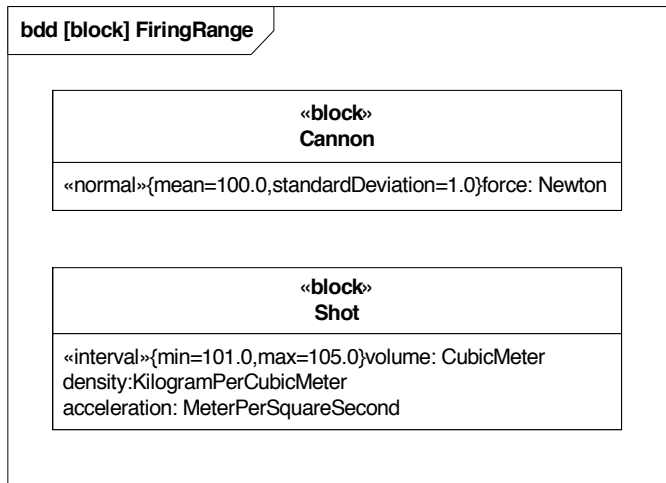 bdd [block] FiringRange
«block»
Cannon
«normal»{mean=100.0,standardDeviation=1.0}force: Newton
«block»
Shot
«interval»{min=101.0,max=105.0}volume: CubicMeter
density:KilogramPerCubicMeter
acceleration: MeterPerSquareSecond